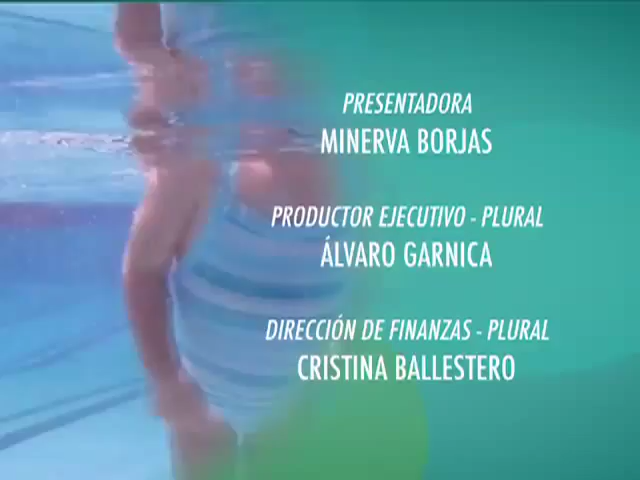 PRESENTADORA
MINERVA BORJAS
PRODUCTOR EJECUTIVO - PLURAL
ÁLVARO GARNICA
DIRECCIÓN DE FINANZAS - PLURAL
CRISTINA BALLESTERO